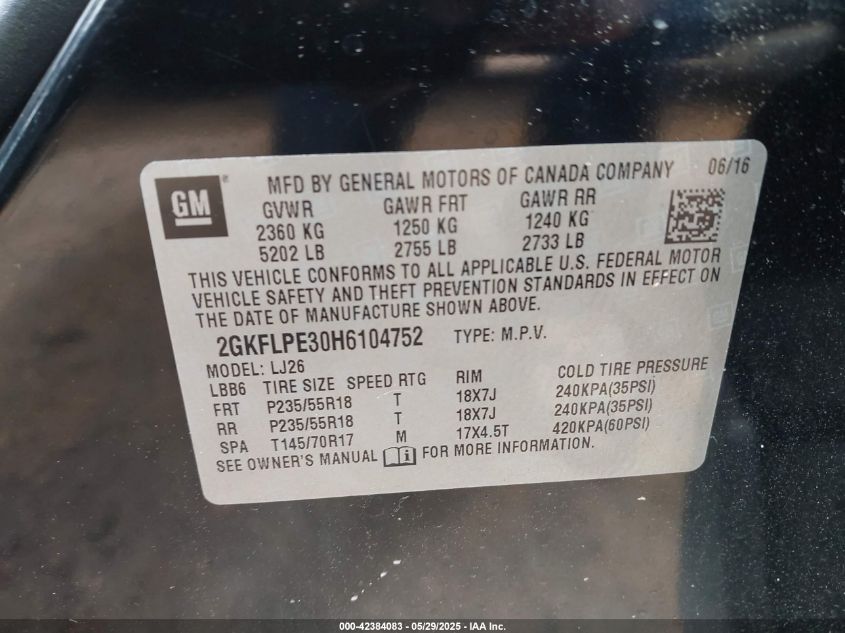 GM ® MFD BY GENERAL MOTORS OF CANADA COMPANY 06/16
GVWR GAWR FRT GAWR RR
2360 KG 1250 KG 1240 KG
5202 LB 2755 LB 2733 LB
THIS VEHICLE CONFORMS TO ALL APPLICABLE U.S. FEDERAL MOTOR
VEHICLE SAFETY AND THEFT PREVENTION STANDARDS IN EFFECT ON
THE DATE OF MANUFACTURE SHOWN ABOVE.
2GKFLPE30H6104752 TYPE: M.P.V.
MODEL: LJ26
LBB6 TIRE SIZE SPEED RTG RIM COLD TIRE PRESSURE
FRT P235/55R18 T 18X7J 240KPA(35PSI)
RR P235/55R18 T 18X7J 240KPA(35PSI)
SPA T145/70R17 M 17X4.5T 420KPA(60PSI)
SEE OWNER'S MANUAL i FOR MORE INFORMATION.
000-42384083 - 05/29/2025 - IAA Inc.